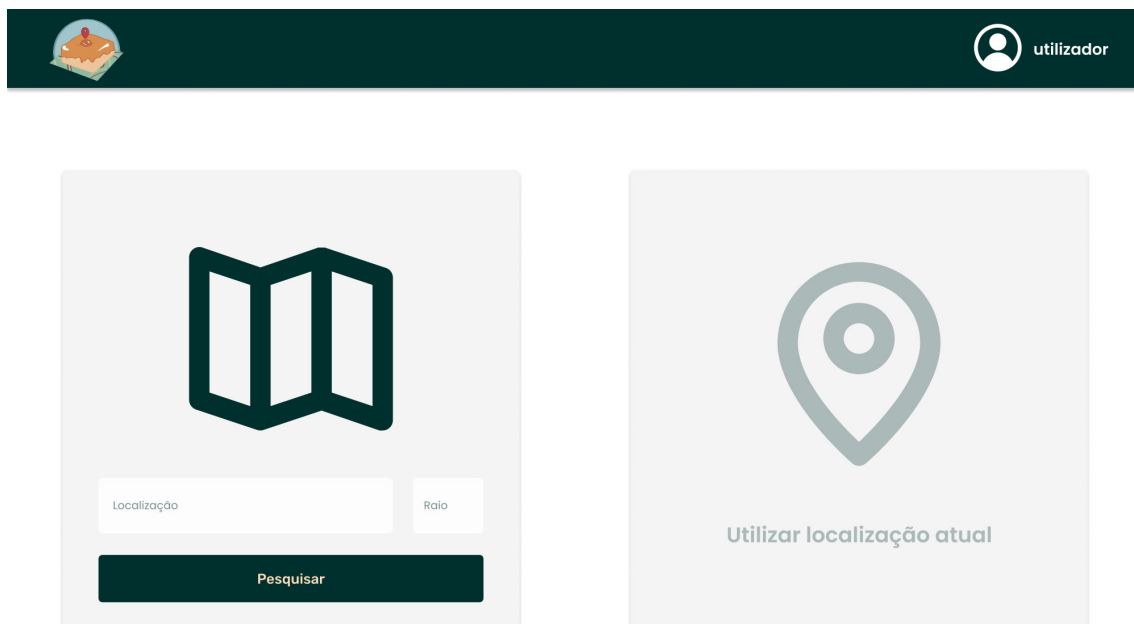 utilizador
Localização
Raio
Pesquisar
Utilizar localização atual